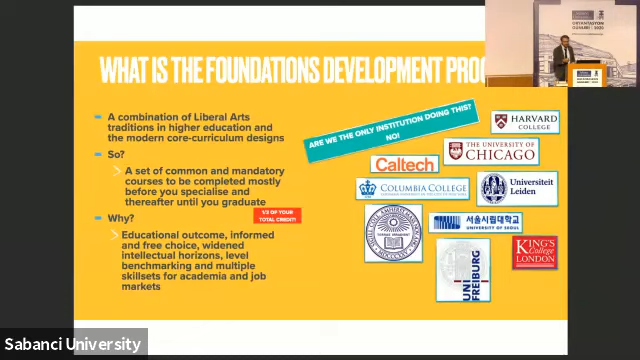 WHAT IS THE FOUNDATIONS DEVELOPMENT PRO
A combination of Liberal Arts
traditions in higher education and
the modern core-curriculum designs
So?
A set of common and mandatory
courses to be completed mostly
before you specialise and
thereafter until you graduate
1/3 OF YOUR
TOTAL CREDIT!
Why?
Educational outcome, informed
and free choice, widened
intellectual horizons, level
benchmarking and multiple
skillsets for academia and job
markets
ARE WE THE ONLY INSTITUTION DOING THIS?
NO!
HARVARD
COLLEGE
THE UNIVERSITY OF
CHICAGO
Caltech
COLUMBIA COLLEGE
Universiteit
Leiden
서울시립대학교
UNIVERSITY OF SEOUL
KING'S
College
LONDON
UNI
FREIBURG
Sabanci University